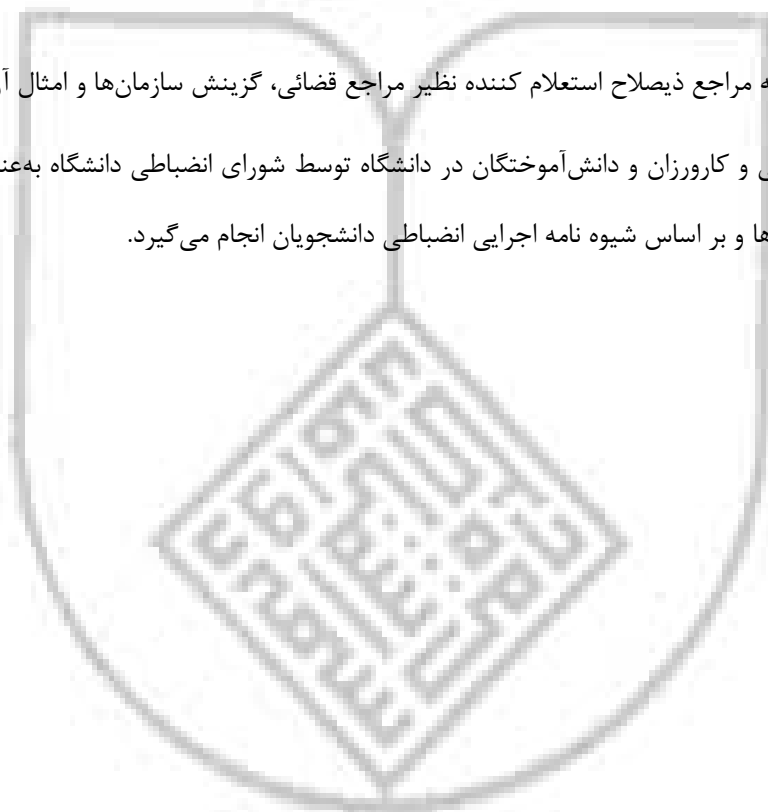 ه مراجع ذیصلاح استعلام کننده نظیر مراجع قضائی، گزینش سازمان‌ها و امثال آ
ی و کارورزان و دانش‌آموختگان در دانشگاه توسط شورای انضباطی دانشگاه به‌عن
ها و بر اساس شیوه نامه اجرایی انضباطی دانشجویان انجام می‌گیرد.